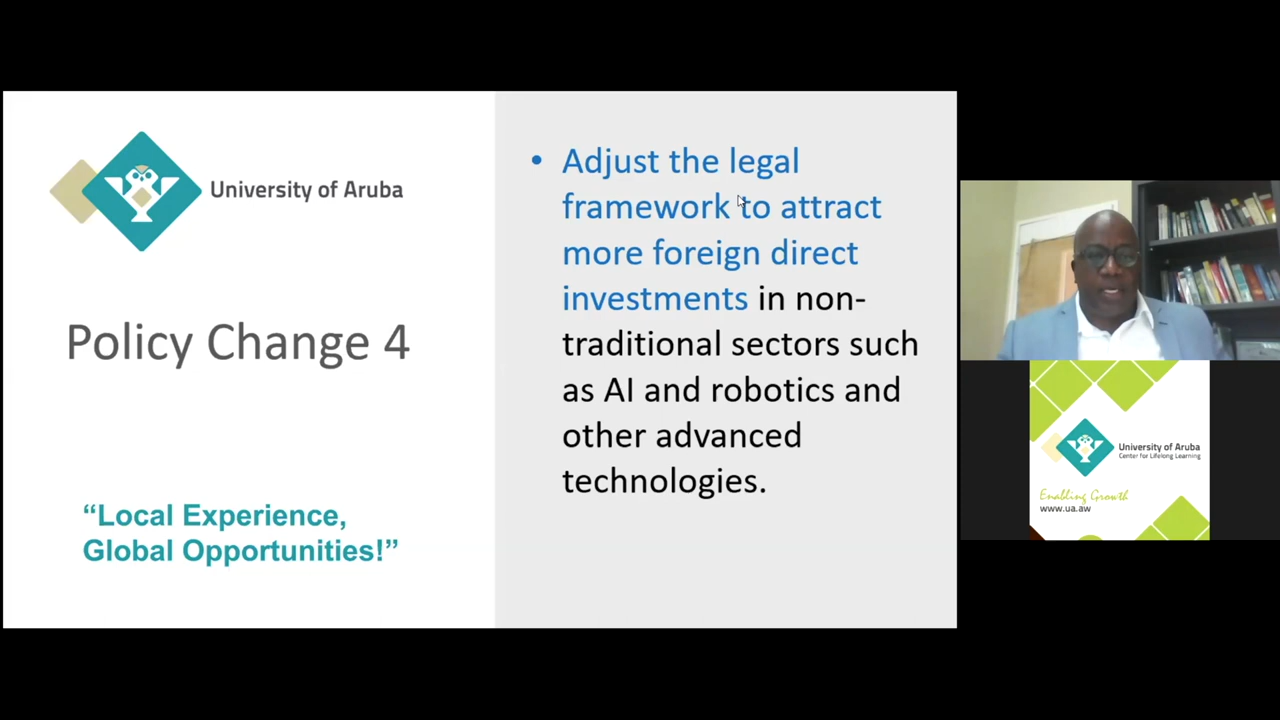 University of Aruba
Policy Change 4
“Local Experience,
Global Opportunities!”
• Adjust the legal
framework to attract
more foreign direct
investments in non-
traditional sectors such
as AI and robotics and
other advanced
technologies.
University of Aruba
Center for Lifelong Learning
Enabling Growth
www.ua.aw